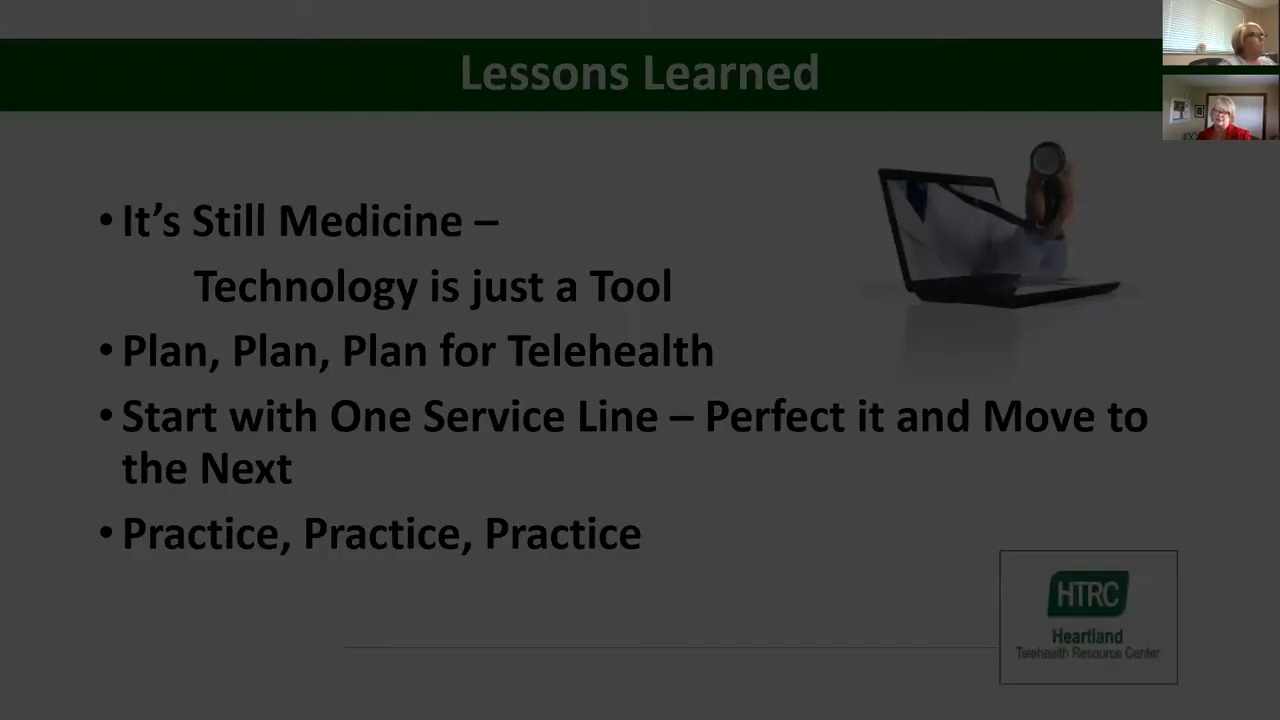 Lessons Learned
•It’s Still Medicine –
Technology is just a Tool
•Plan, Plan, Plan for Telehealth
•Start with One Service Line – Perfect it and Move to
the Next
•Practice, Practice, Practice
HTRC
Heartland
Telehealth Resource Center